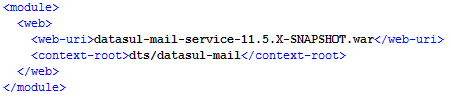 <module>
<web>
<web-uri>datasul-mail-service-11.5.X-SNAPSHOT.war</web-uri>
<context-root>dts/datasul-mail</context-root>
</web>
</module>